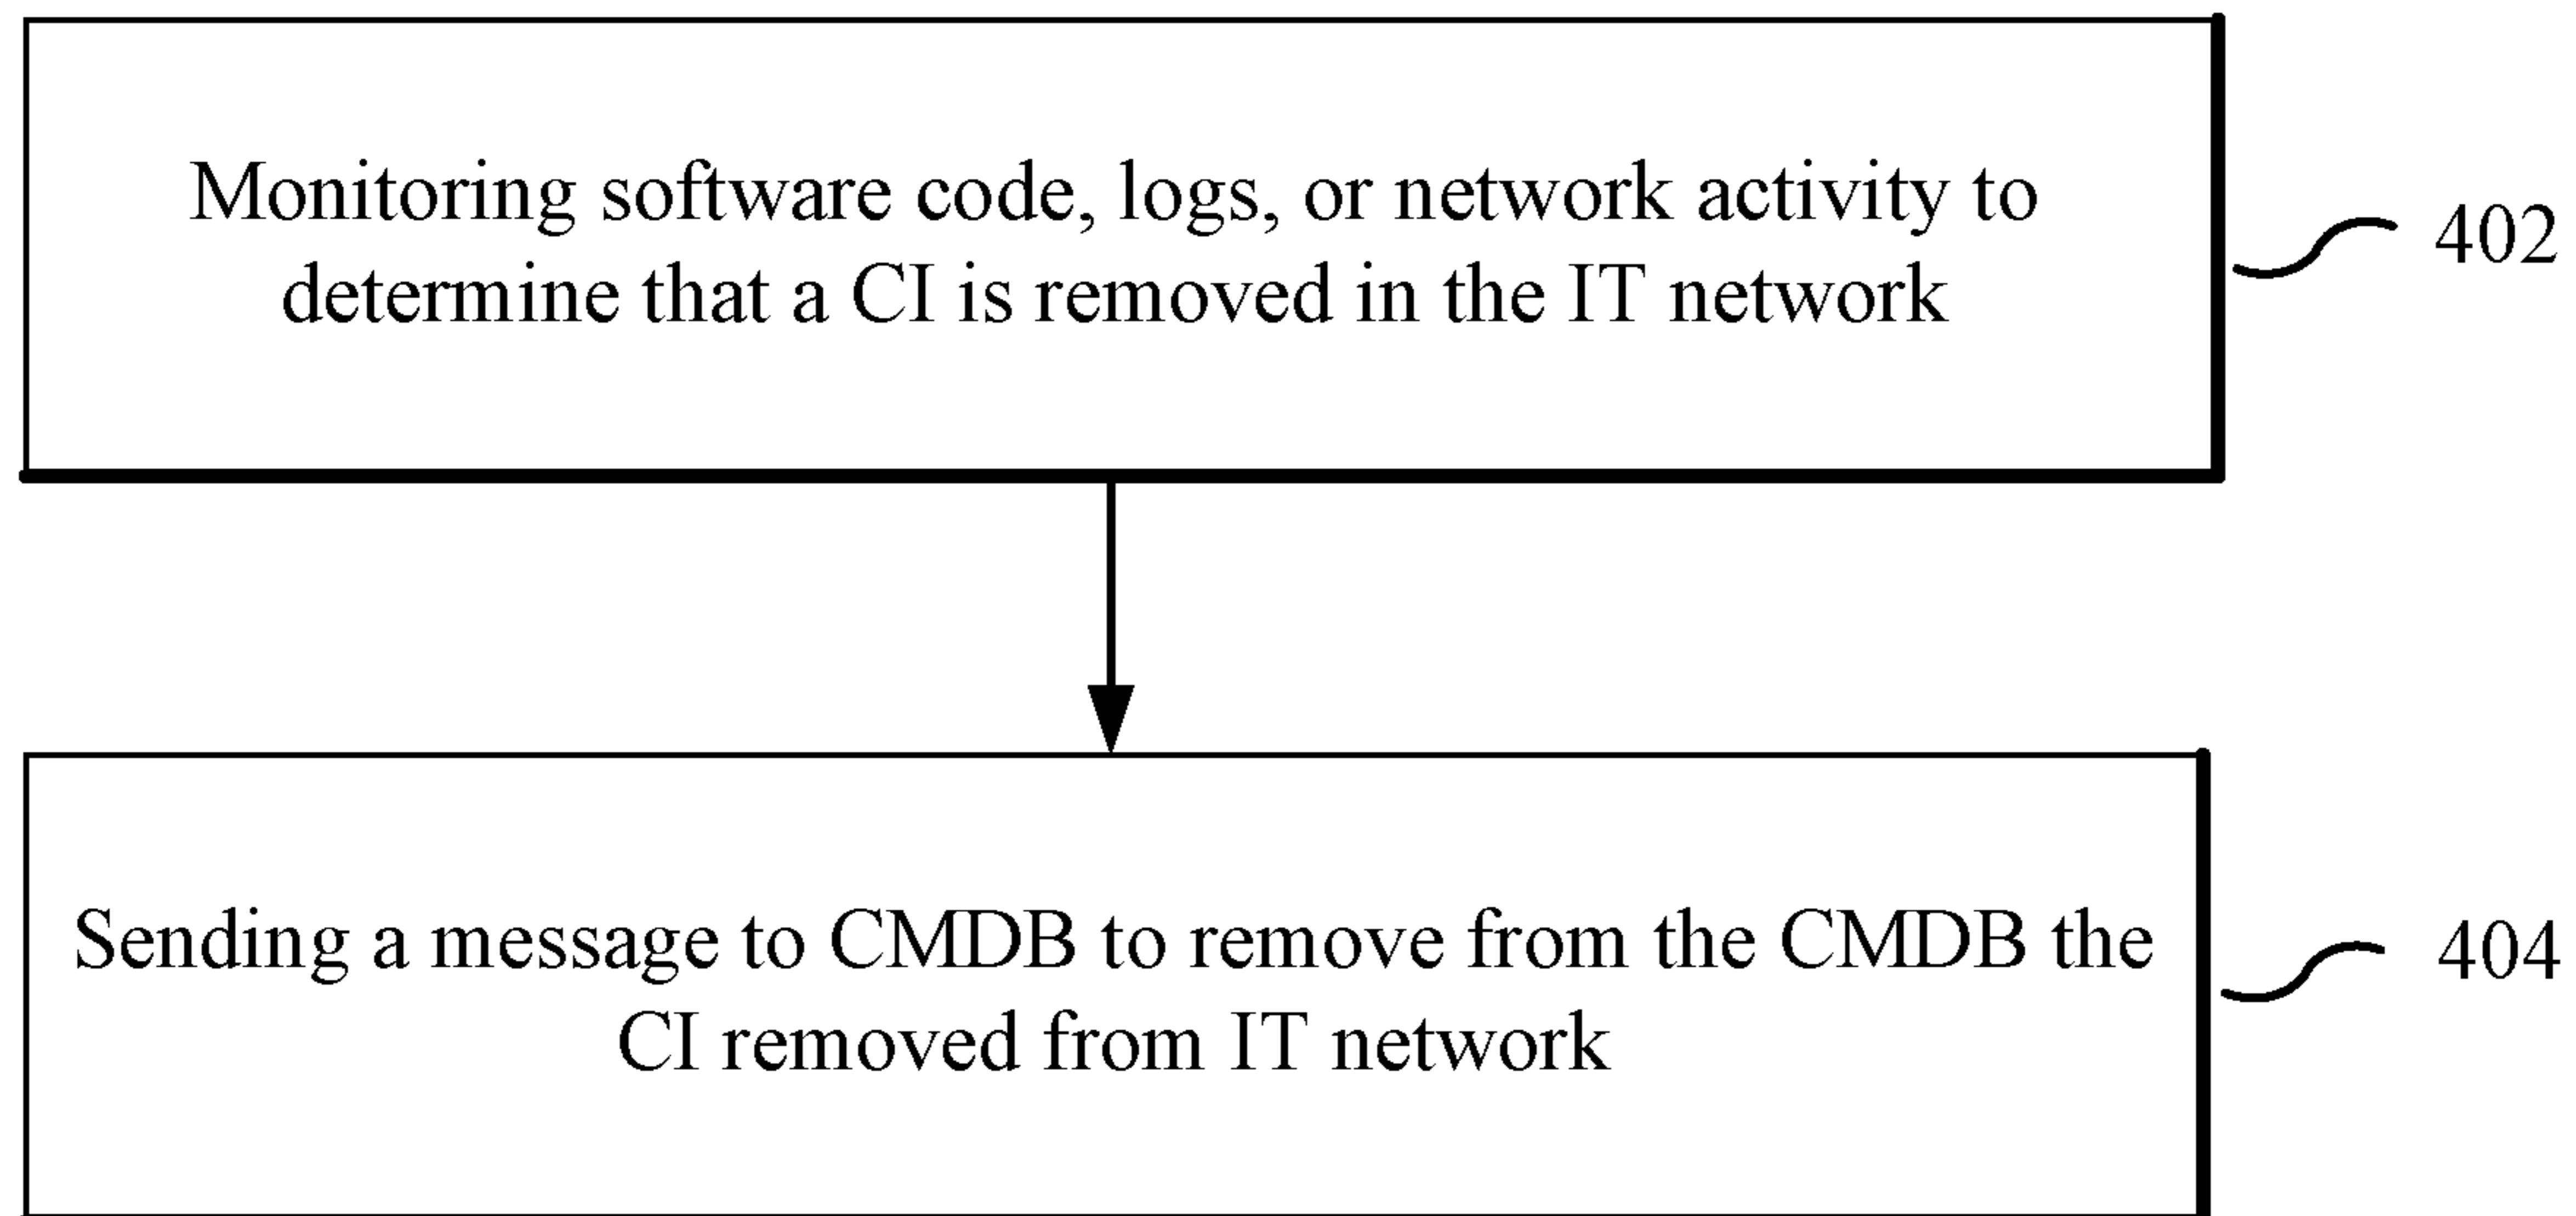 Monitoring software code, logs, or network activity to
determine that a CI is removed in the IT network
402
Sending a message to CMDB to remove from the CMDB the
CI removed from IT network
404